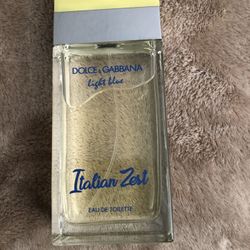 DOLCE & GABBANA
light blue
Italian Zest
EAU DE TOILETTE